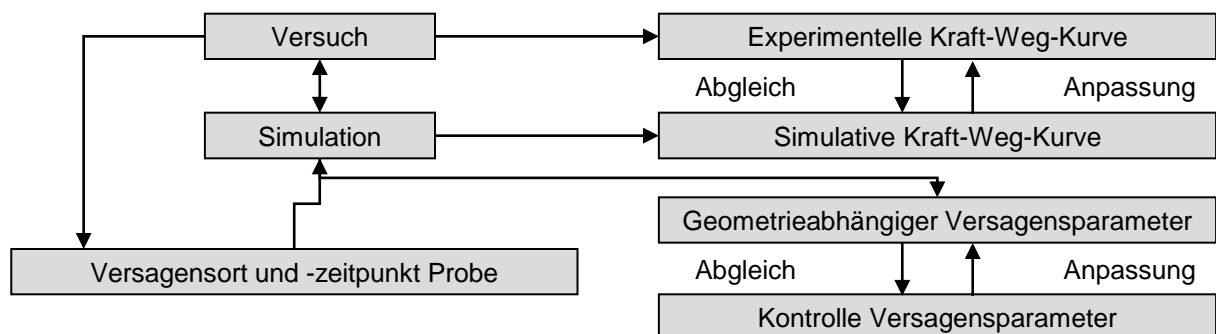 Versuch
Experimentelle Kraft-Weg-Kurve
Abgleich
Anpassung
Simulation
Simulative Kraft-Weg-Kurve
Geometrieabhängiger Versagensparameter
Versagensort und -zeitpunkt Probe
Abgleich
Anpassung
Kontrolle Versagensparameter